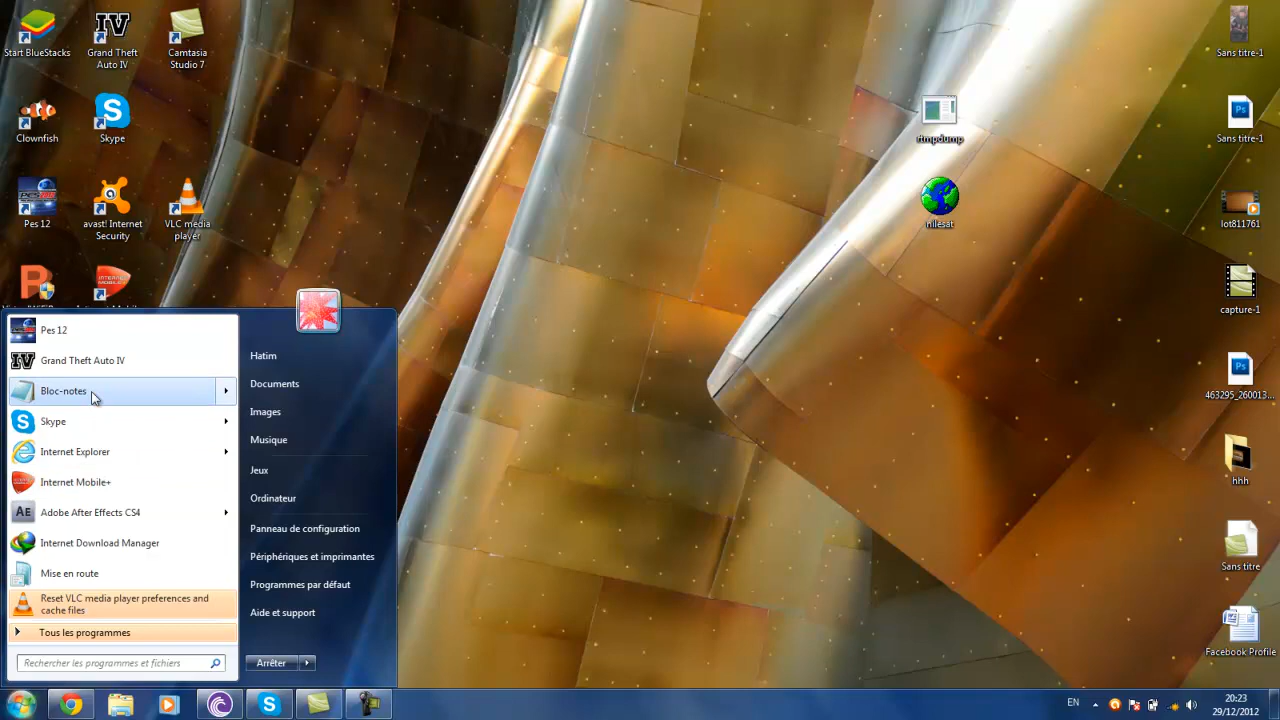 Start BlueStacks
Grand Theft
Auto IV
Camtasia
Studio 7
Clownfish
Skype
Pes 12
avast! Internet
Security
VLC media
player
rtmpdump
nilesat
Sans titre-1
Sans titre-1
lot811761
capture-1
463295_260013...
hhh
Sans titre
Facebook Profile
Pes 12
Grand Theft Auto IV
Bloc-notes
Skype
Internet Explorer
Internet Mobile+
Adobe After Effects CS4
Internet Download Manager
Mise en route
Reset VLC media player preferences and
cache files
Tous les programmes
Rechercher les programmes et fichiers
Hatim
Documents
Images
Musique
Jeux
Ordinateur
Panneau de configuration
Périphériques et imprimantes
Programmes par défaut
Aide et support
Arrêter
EN
20:23
29/12/2012